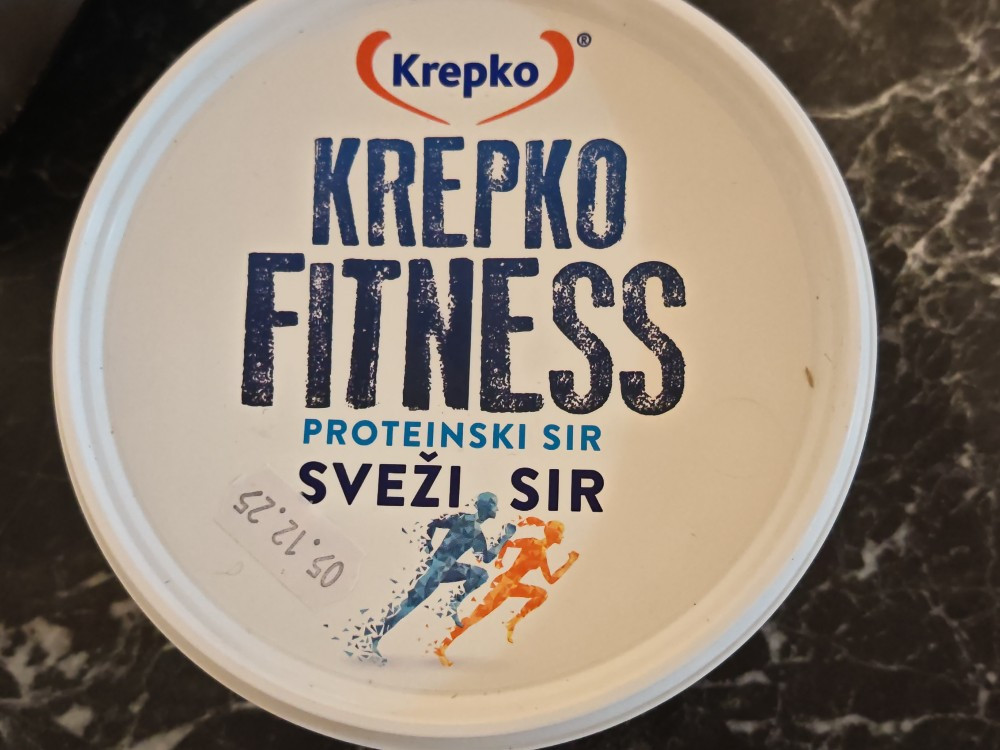 Krepko®
KREPKO
FITNESS
PROTEINSKI SIR
SVEŽI SIR
05.12.25